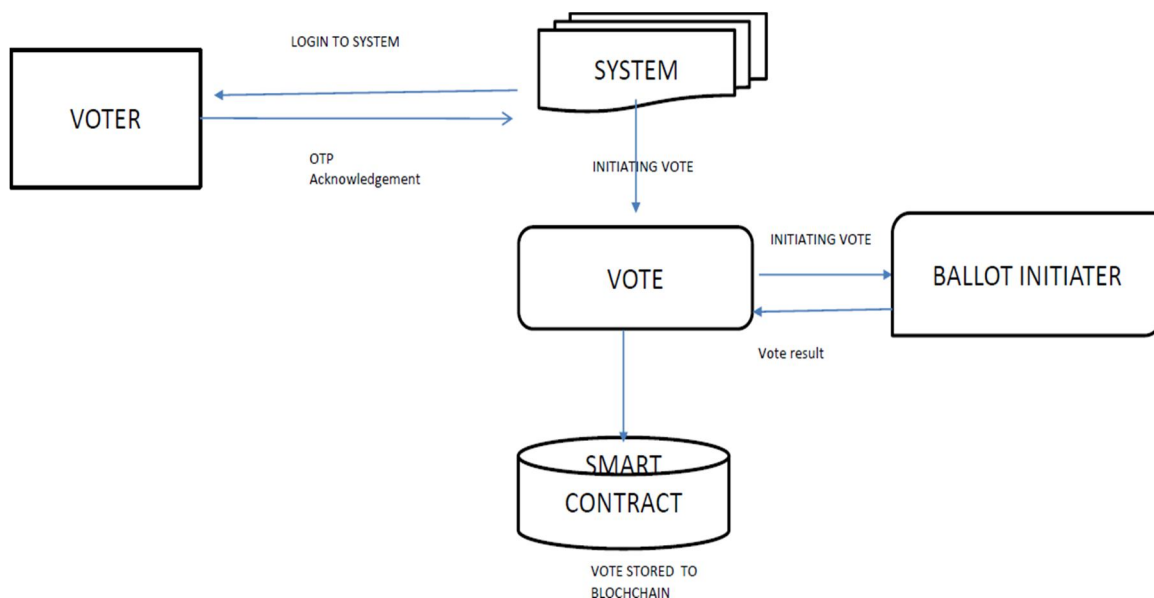 LOGIN TO SYSTEM
SYSTEM
VOTER
OTP
Acknowledgement
INITIATING VOTE
INITIATING VOTE
VOTE
BALLOT INITIATER
Vote result
SMART
CONTRACT
VOTE STORED TO
BLOCHCHAIN